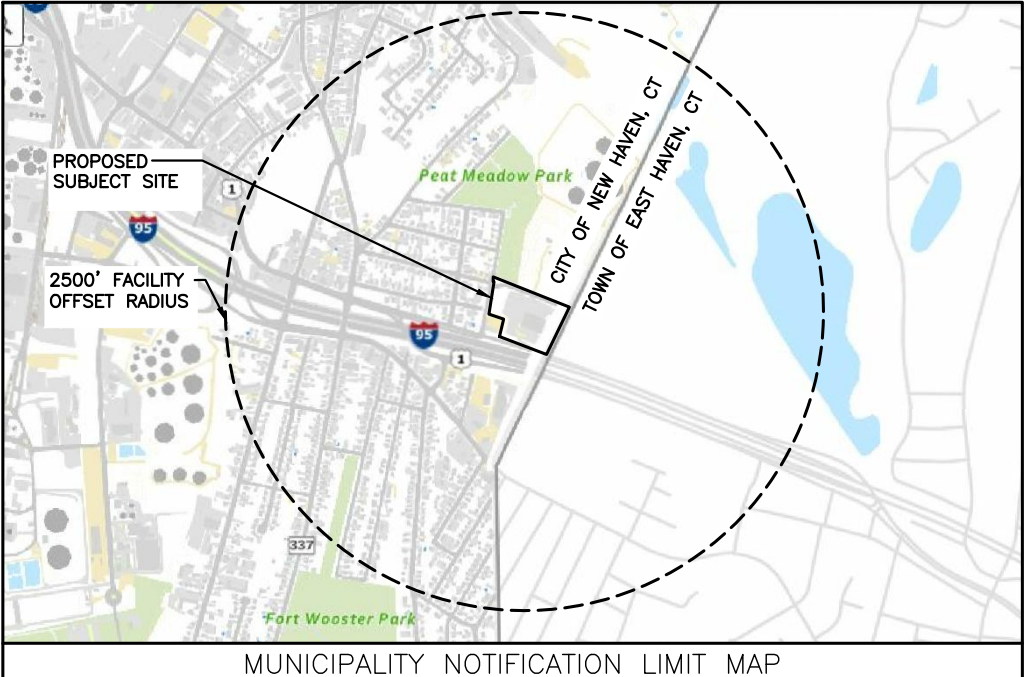 PROPOSED
SUBJECT SITE
1
95
2500' FACILITY
OFFSET RADIUS
Peat Meadow Park
CITY OF NEW HAVEN, CT
TOWN OF EAST HAVEN, CT
95
1
337
Fort Wooster Park
MUNICIPALITY NOTIFICATION LIMIT MAP